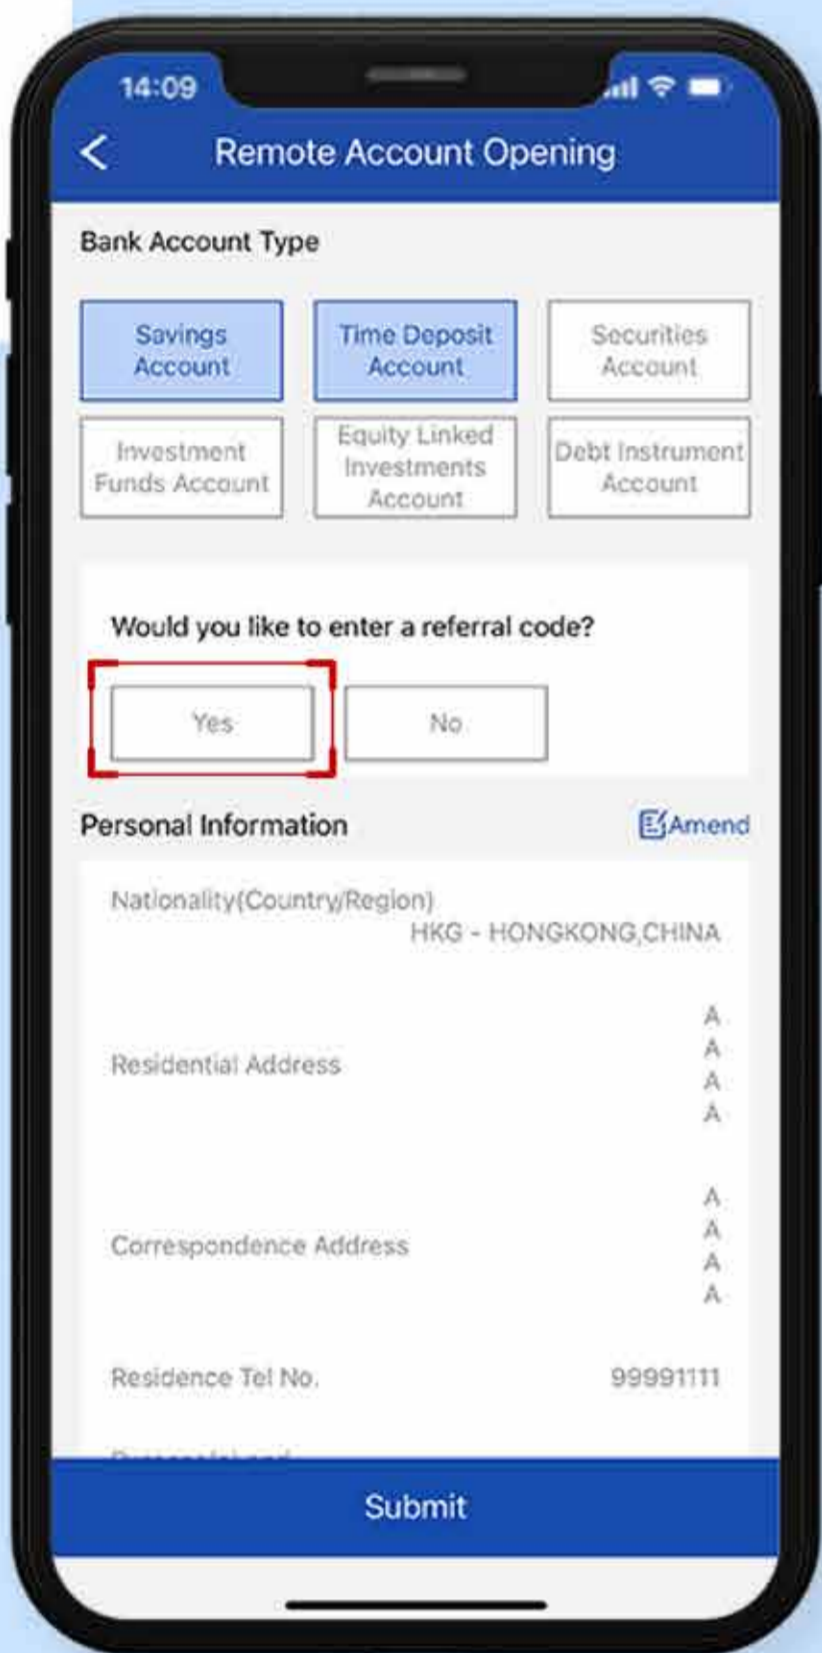 14:09
Remote Account Opening
Bank Account Type
Savings
Account
Time Deposit
Account
Securities
Account
Investment
Funds Account
Equity Linked
Investments
Account
Debt Instrument
Account
Would you like to enter a referral code?
Yes
No
Personal Information
Amend
Nationality(Country/Region)
HKG - HONGKONG,CHINA
Residential Address
A
A
A
A
Correspondence Address
A
A
A
A
Residence Tel No.
99991111
Submit